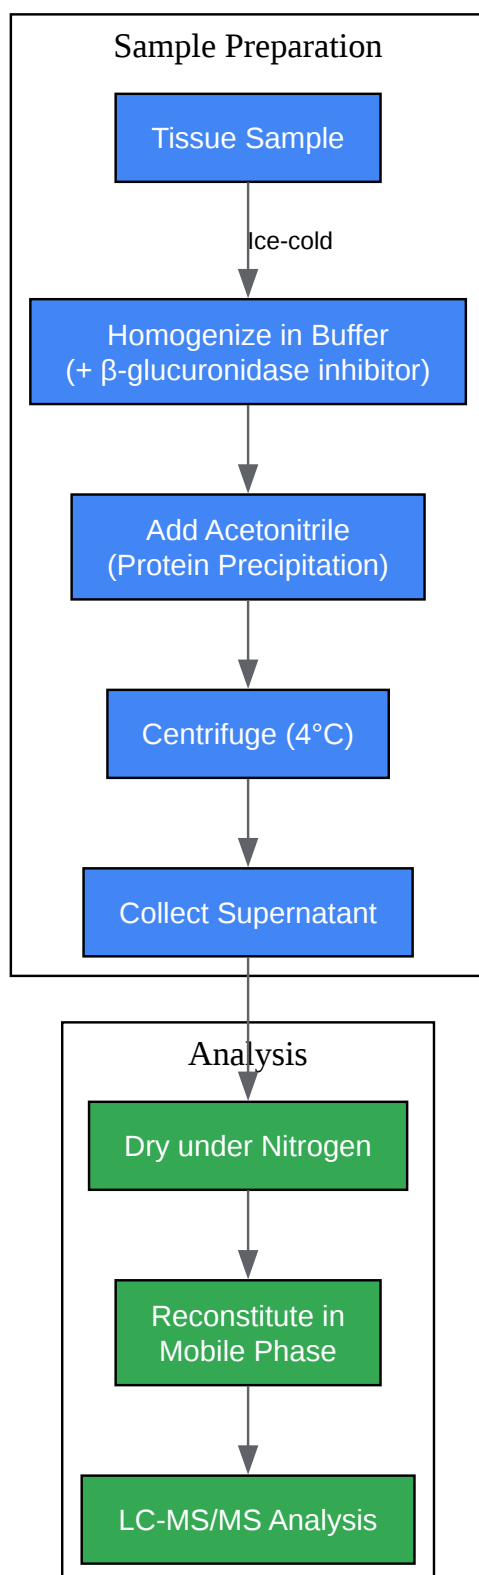 Sample Preparation
Tissue Sample
Ice-cold
Homogenize in Buffer
(+ β-glucuronidase inhibitor)
Add Acetonitrile
(Protein Precipitation)
Centrifuge (4°C)
Collect Supernatant
Analysis
Dry under Nitrogen
Reconstitute in
Mobile Phase
LC-MS/MS Analysis